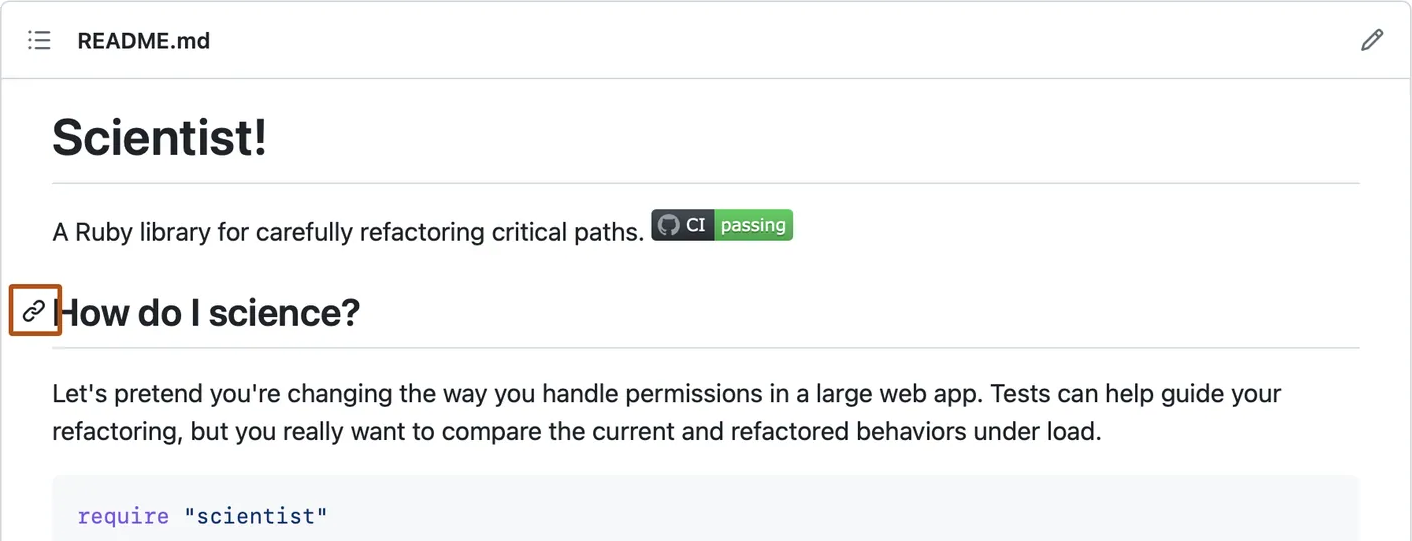 README.md
Scientist!
A Ruby library for carefully refactoring critical paths. CI passing
How do I science?
Let's pretend you're changing the way you handle permissions in a large web app. Tests can help guide your
refactoring, but you really want to compare the current and refactored behaviors under load.
require "scientist"